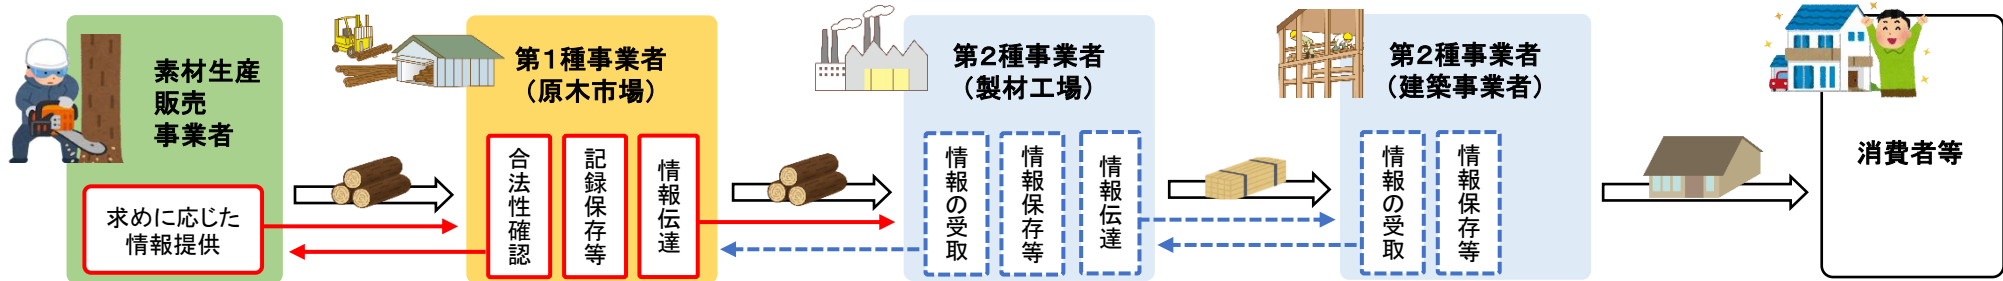 素材生産
販売
事業者
求めに応じた
情報提供
第1種事業者
（原木市場）
合法性確認
記録保存等
情報伝達
第2種事業者
（製材工場）
情報の受取
情報保存等
情報伝達
第2種事業者
（建築事業者）
情報の受取
情報保存等
消費者等